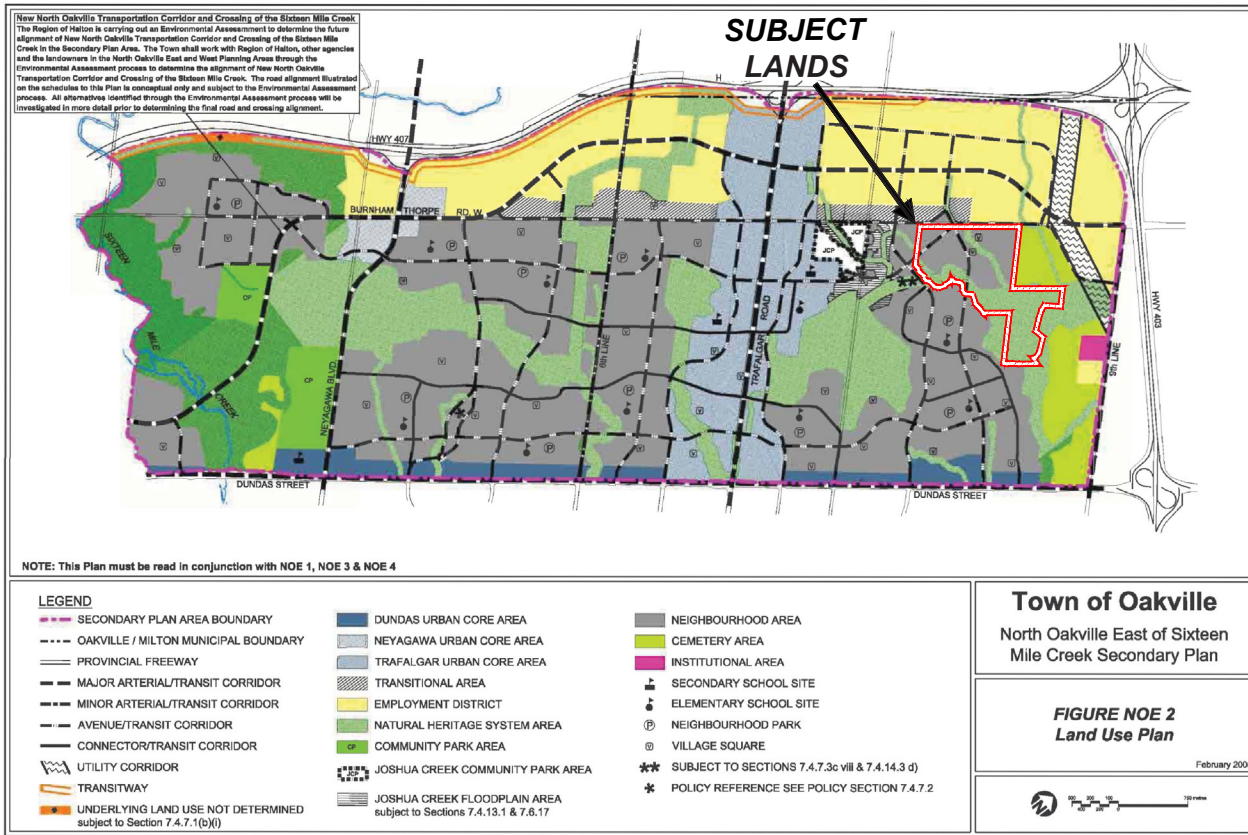 New North Oakville Transportation Corridor and Crossing of the Sixteen Mile Creek
The Region of Halton is carrying out an Environmental Assessmment to determine the future
alignment of New North Oakville Transportation Corridor and Crossing of the Sixteen Mile
Creek in the Secondary Plan Area. The Town shall work with Region of Halton, other agencies
and the landowners in the North Oakville East and West Planning Areas through the
Environmental Assessment process to determine the alignment of New North Oakville
Transportation Corridor and Crossing of the Sixteen Mile Creek. The road alignment illustrated
on the schedules to this Plan is conceptual only and subject to the Environmental Assessment
process. All alternatives identified through the Environmental Assessment process will be
investigated in more detail prior to determining the final road and crossing alignment.
SUBJECT
LANDS
H
HWY 407
BURNHAM THORPE RD. W.
JCP
JCP
JCP
SIXTEEN
MILE
CREEK
CP
CP
NEYAGAWA BLVD.
6th LINE
TRAFALGAR ROAD
9th LINE
HWY 403
DUNDAS STREET
DUNDAS STREET
NOTE: This Plan must be read in conjunction with NOE 1, NOE 3 & NOE 4
LEGEND
SECONDARY PLAN AREA BOUNDARY
OAKVILLE / MILTON MUNICIPAL BOUNDARY
PROVINCIAL FREEWAY
MAJOR ARTERIAL/TRANSIT CORRIDOR
MINOR ARTERIAL/TRANSIT CORRIDOR
AVENUE/TRANSIT CORRIDOR
CONNECTOR/TRANSIT CORRIDOR
UTILITY CORRIDOR
TRANSITWAY
UNDERLYING LAND USE NOT DETERMINED
subject to Section 7.4.7.1(b)(i)
DUNDAS URBAN CORE AREA
NEYAGAWA URBAN CORE AREA
TRAFALGAR URBAN CORE AREA
TRANSITIONAL AREA
EMPLOYMENT DISTRICT
NATURAL HERITAGE SYSTEM AREA
CP COMMUNITY PARK AREA
JCP JOSHUA CREEK COMMUNITY PARK AREA
JOSHUA CREEK FLOODPLAIN AREA
subject to Sections 7.4.13.1 & 7.6.17
NEIGHBOURHOOD AREA
CEMETERY AREA
INSTITUTIONAL AREA
SECONDARY SCHOOL SITE
ELEMENTARY SCHOOL SITE
P NEIGHBOURHOOD PARK
V VILLAGE SQUARE
** SUBJECT TO SECTIONS 7.4.7.3c viii & 7.4.14.3 d)
* POLICY REFERENCE SEE POLICY SECTION 7.4.7.2
Town of Oakville
North Oakville East of Sixteen
Mile Creek Secondary Plan
FIGURE NOE 2
Land Use Plan
February 200